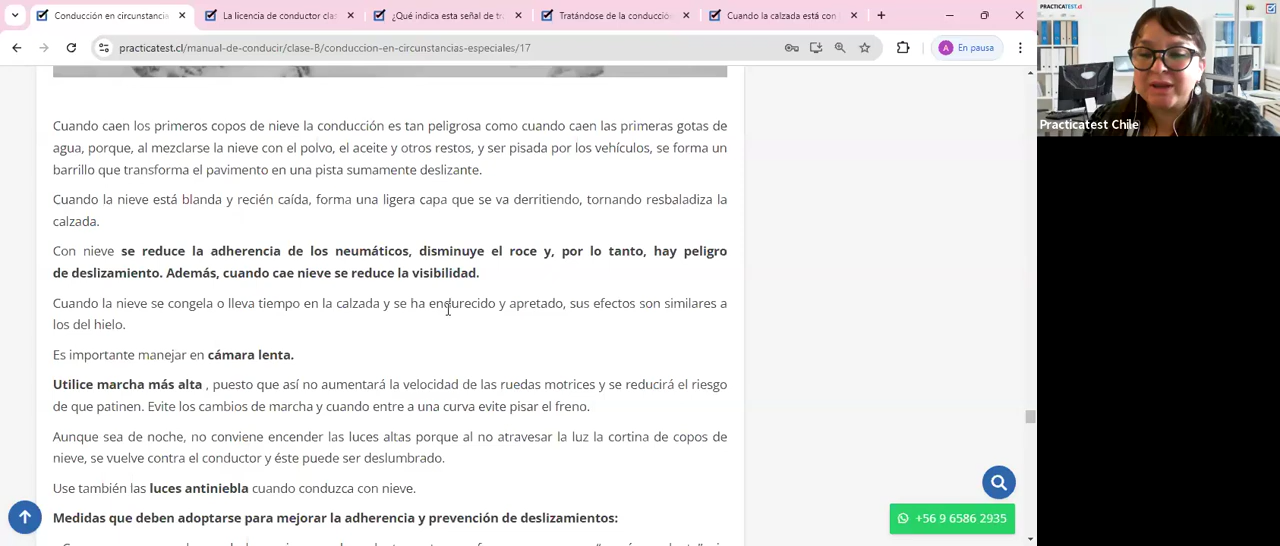 Conducción en circunstancia
La licencia de conductor clas
¿Qué indica esta señal de tr
Tratándose de la conducción
Cuando la calzada está con
practicatest.cl/manual-de-conducir/clase-B/conduccion-en-circunstancias-especiales/17
A En pausa
PRACTICATEST.cl
Practicatest Chile
Cuando caen los primeros copos de nieve la conducción es tan peligrosa como cuando caen las primeras gotas de
agua, porque, al mezclarse la nieve con el polvo, el aceite y otros restos, y ser pisada por los vehículos, se forma un
barrillo que transforma el pavimento en una pista sumamente deslizante.
Cuando la nieve está blanda y recién caída, forma una ligera capa que se va derritiendo, tornando resbaladiza la
calzada.
Con nieve se reduce la adherencia de los neumáticos, disminuye el roce y, por lo tanto, hay peligro
de deslizamiento. Además, cuando cae nieve se reduce la visibilidad.
Cuando la nieve se congela o lleva tiempo en la calzada y se ha endurecido y apretado, sus efectos son similares a
los del hielo.
Es importante manejar en cámara lenta.
Utilice marcha más alta , puesto que así no aumentará la velocidad de las ruedas motrices y se reducirá el riesgo
de que patinen. Evite los cambios de marcha y cuando entre a una curva evite pisar el freno.
Aunque sea de noche, no conviene encender las luces altas porque al no atravesar la luz la cortina de copos de
nieve, se vuelve contra el conductor y éste puede ser deslumbrado.
Use también las luces antiniebla cuando conduzca con nieve.
Medidas que deben adoptarse para mejorar la adherencia y prevención de deslizamientos:
+56 9 6586 2935